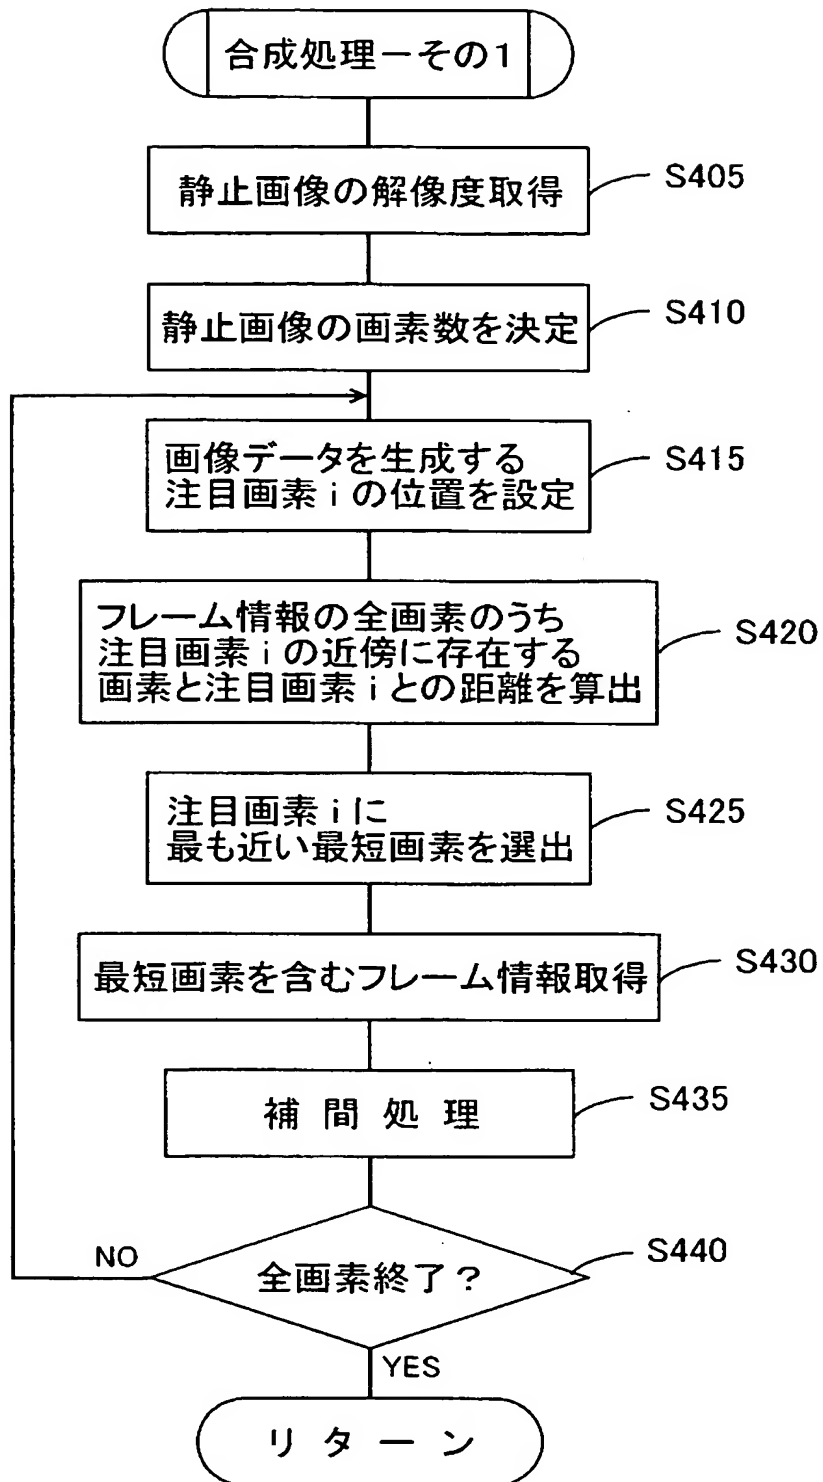 合成処理－その1
静止画像の解像度取得
S405
静止画像の画素数を決定
S410
画像データを生成する
注目画素iの位置を設定
S415
フレーム情報の全画素のうち
注目画素iの近傍に存在する
画素と注目画素iとの距離を算出
S420
注目画素iに
最も近い最短画素を選出
S425
最短画素を含むフレーム情報取得
S430
補間処理
S435
全画素終了？
S440
NO
YES
リターン